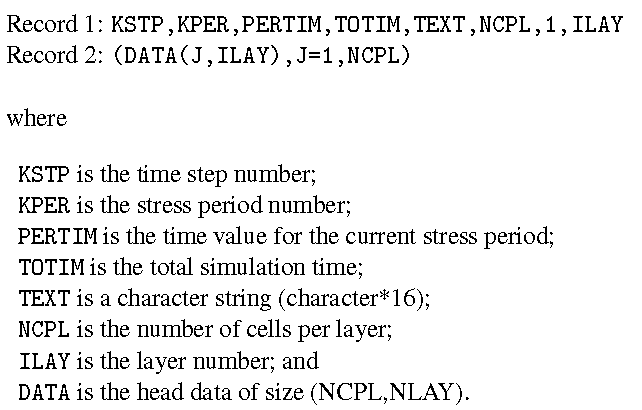 Record 1: KSTP,KPER,PERTIM,TOTIM,TEXT,NCPL,1,ILAY
Record 2: (DATA(J,ILAY),J=1,NCPL)
where
KSTP is the time step number;
KPER is the stress period number;
PERTIM is the time value for the current stress period;
TOTIM is the total simulation time;
TEXT is a character string (character*16);
NCPL is the number of cells per layer;
ILAY is the layer number; and
DATA is the head data of size (NCPL,NLAY).